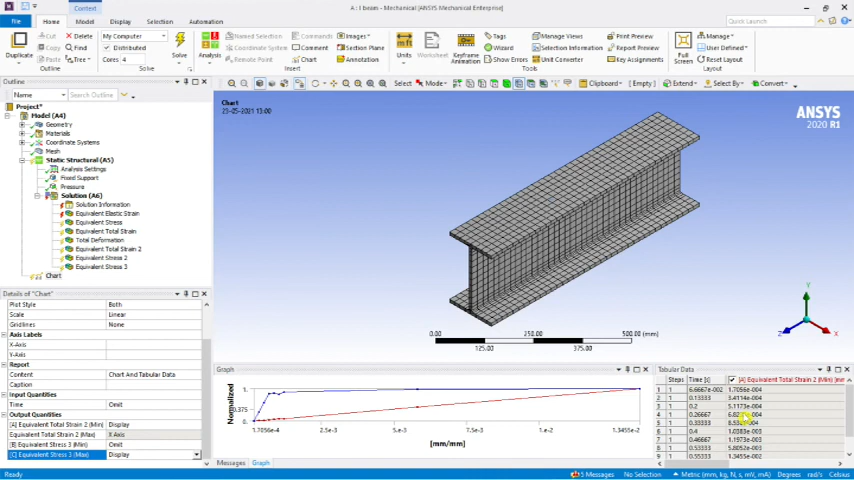 Context
A : I beam - Mechanical [ANSYS Mechanical Enterprise]
File Home Model Display Selection Automation
Quick Launch
Duplicate Cut Copy Paste Delete Find Tree Outline
My Computer Distributed Cores 4 Solve Solve
Analysis Named Selection Coordinate System Remote Point Commands Comment Chart Images Section Plane Annotation Insert
Units Worksheet Keyframe Animation Tags Wizard Show Errors Manage Views Selection Information Unit Converter Print Preview Report Preview Key Assignments Tools
Full Screen Manage User Defined Reset Layout Layout
Outline
Name Search Outline
Select Mode Clipboard [ Empty ] Extend Select By Convert
Project*
Model (A4)
Geometry
Materials
Coordinate Systems
Mesh
Static Structural (A5)
Analysis Settings
Fixed Support
Pressure
Solution (A6)
Solution Information
Equivalent Elastic Strain
Equivalent Stress
Equivalent Total Strain
Total Deformation
Equivalent Total Strain 2
Equivalent Stress 2
Equivalent Stress 3
Chart
Chart
23-05-2021 13:00
ANSYS
2020 R1
Y
Z X
0.00 250.00 500.00 (mm)
125.00 375.00
Details of "Chart"
Plot Style Both
Scale Linear
Gridlines None
Axis Labels
X-Axis
Y-Axis
Report
Content Chart And Tabular Data
Caption
Input Quantities
Time Omit
Output Quantities
[A] Equivalent Total Strain 2 (Min) Display
Equivalent Total Strain 2 (Max) X Axis
[B] Equivalent Stress 3 (Min) Omit
[C] Equivalent Stress 3 (Max) Display
Graph
Normalized
1.
0.375
0.
1.7056e-4 2.5e-3 5.e-3 7.5e-3 1.e-2 1.3455e-2
[mm/mm]
Messages Graph
Tabular Data
Steps Time [s] [A] Equivalent Total Strain 2 (Min) [mm
1 1 6.6667e-002 1.7056e-004
2 1 0.13333 3.4114e-004
3 1 0.2 5.1173e-004
4 1 0.26667
5 1 0.33333
6 1 0.4 1.0383e-003
7 1 0.46667 1.1973e-003
8 1 0.53333 5.8052e-003
9 1 0.53333 1.3455e-002
Ready 5 Messages No Selection Metric (mm, kg, N, s, mV, mA) Degrees rad/s Celsius